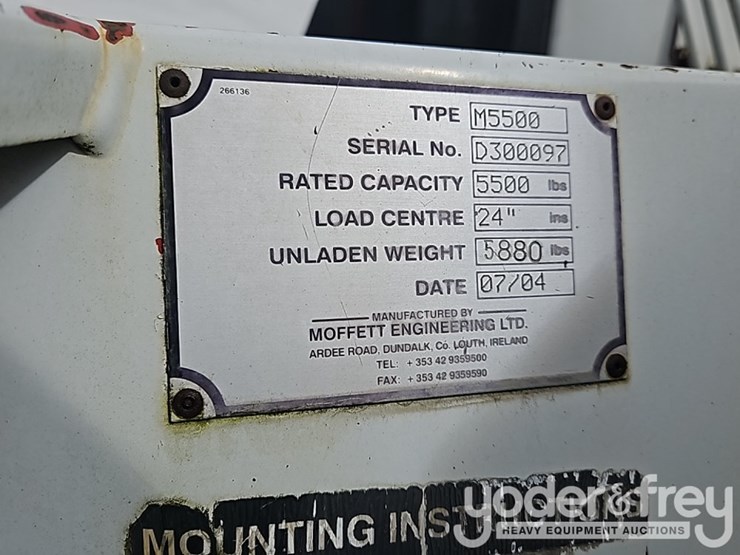 266136
TYPE M5500
SERIAL No. D300097
RATED CAPACITY 5500 lbs
LOAD CENTRE 24" ins
UNLADEN WEIGHT 5880 lbs
DATE 07/04
MANUFACTURED BY
MOFFETT ENGINEERING LTD.
ARDEE ROAD, DUNDALK, Co. LOUTH, IRELAND
TEL: + 353 42 9359500
FAX: + 353 42 9359590
MOUNTING
yoder&frey
HEAVY EQUIPMENT AUCTIONS